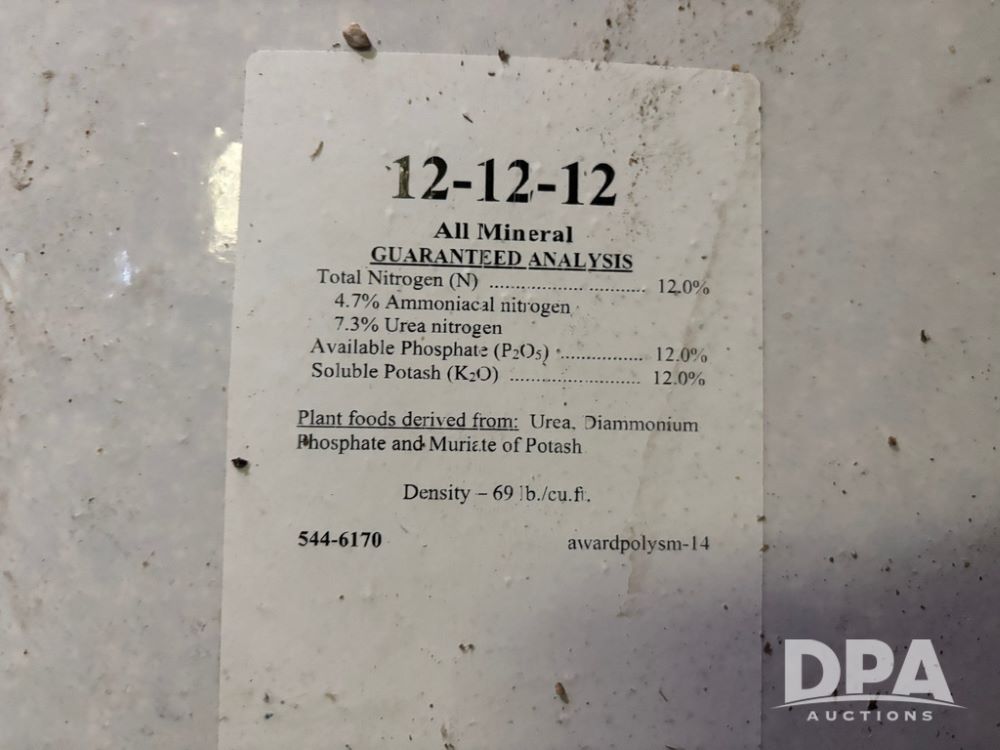 12-12-12
All Mineral
GUARANTEED ANALYSIS
Total Nitrogen (N) ..................... ........... 12.0%
4.7% Ammoniacal nitrogen
7.3% Urea nitrogen
Available Phosphate (P₂O₅) ................ 12.0%
Soluble Potash (K₂O) ......................... 12.0%
Plant foods derived from: Urea, Diammonium
Phosphate and Muriate of Potash
Density – 69 lb./cu.ft.
544-6170 awardpolysm-14
DPA
AUCTIONS